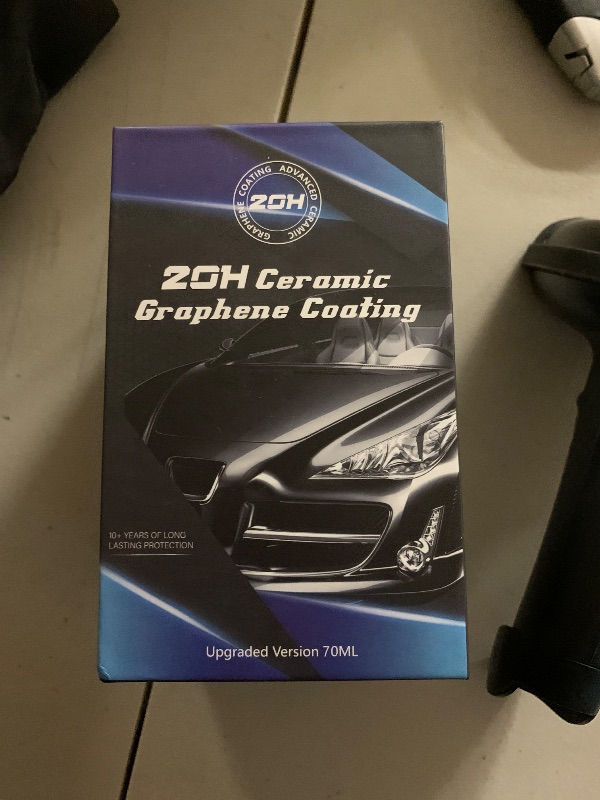 GRAPHENE COATING ADVANCED CERAMIC
20H
20H Ceramic
Graphene Coating
10+ YEARS OF LONG
LASTING PROTECTION
Upgraded Version 70ML